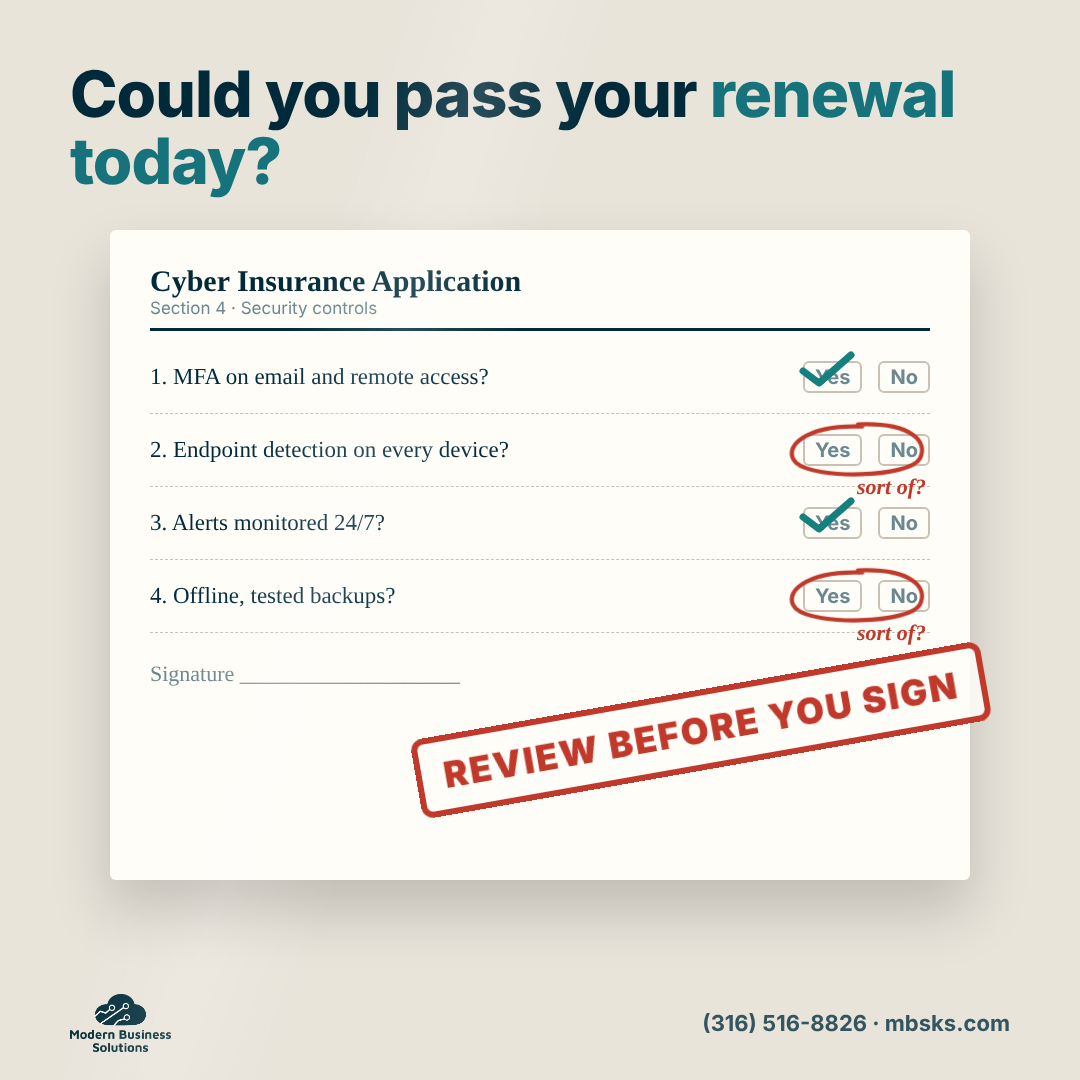 Could you pass your renewal
today?
Cyber Insurance Application
Section 4 · Security controls
1. MFA on email and remote access? Yes No
2. Endpoint detection on every device? Yes No
sort of?
3. Alerts monitored 24/7? Yes No
4. Offline, tested backups? Yes No
sort of?
Signature ____________________
REVIEW BEFORE YOU SIGN
Modern Business
Solutions
(316) 516-8826 · mbsks.com